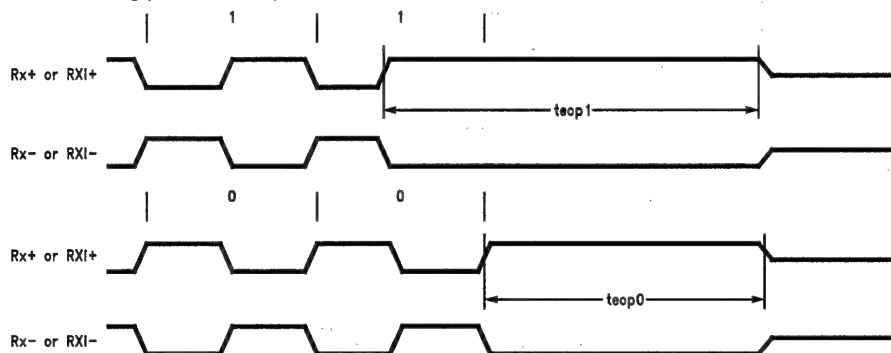 1 1
Rx+ or RXI+
teop1
Rx- or RXI-
0 0
Rx+ or RXI+
teop0
Rx- or RXI-